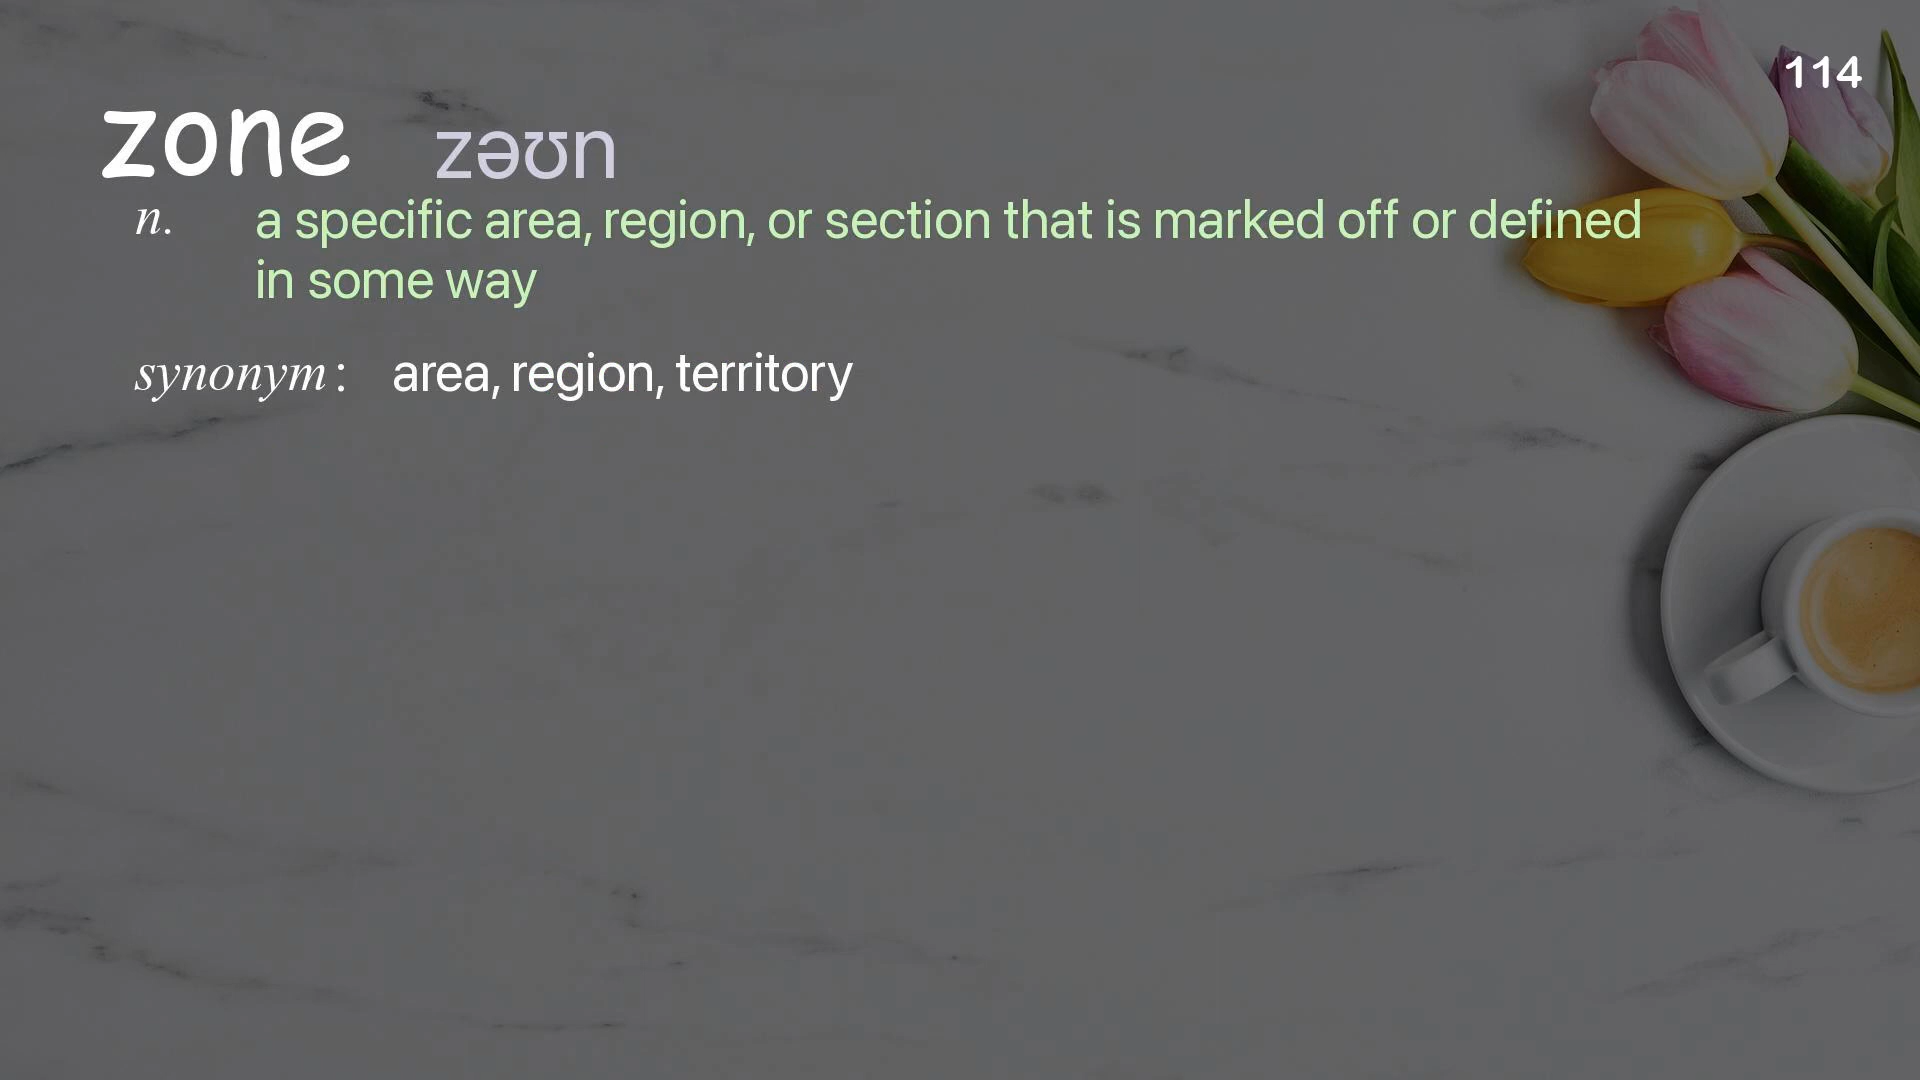 114
zone zəʊn
n. a specific area, region, or section that is marked off or defined
in some way
synonym: area, region, territory